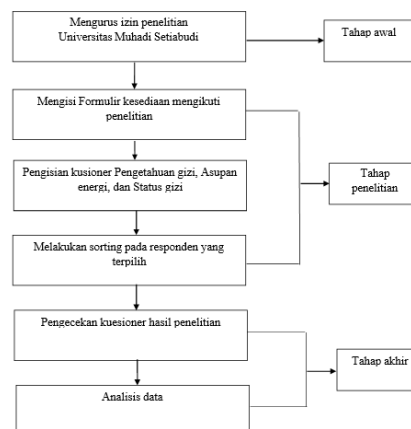 Mengurus izin penelitian
Universitas Muhadi Setiabudi
Tahap awal
Mengisi Formulir kesediaan mengikuti
penelitian
Pengisian kusioner Pengetahuan gizi, Asupan
energi, dan Status gizi
Tahap
penelitian
Melakukan sorting pada responden yang
terpilih
Pengecekan kuesioner hasil penelitian
Tahap akhir
Analisis data